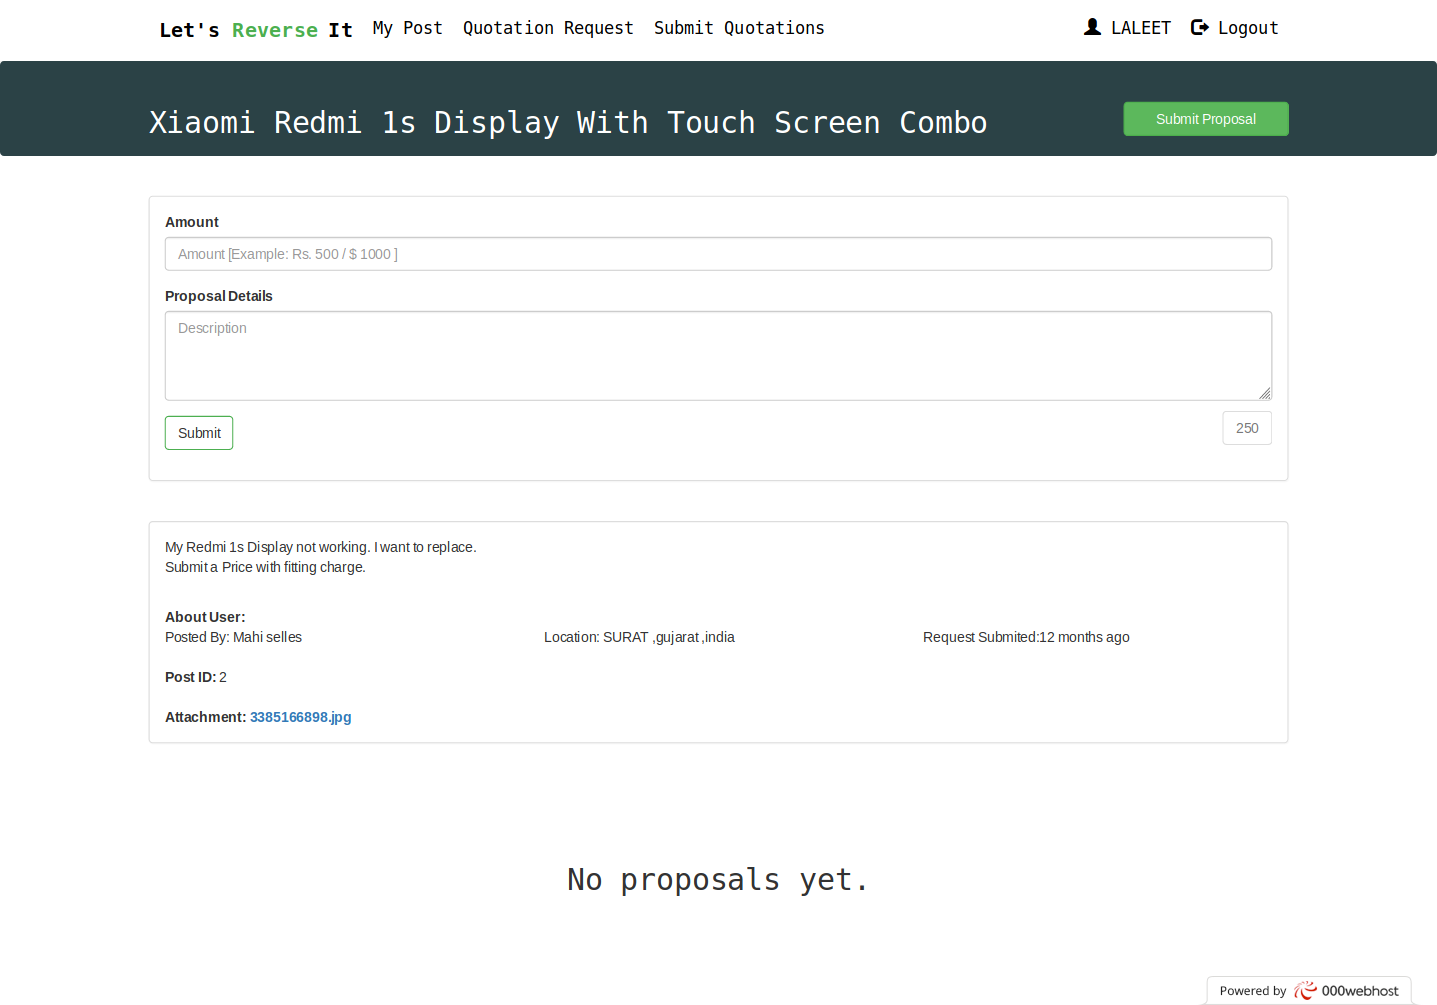 Let's Reverse It My Post Quotation Request Submit Quotations LALEET Logout
Xiaomi Redmi 1s Display With Touch Screen Combo Submit Proposal
Amount
Amount [Example: Rs. 500 / $ 1000 ]
Proposal Details
Description
Submit 250
My Redmi 1s Display not working. I want to replace.
Submit a Price with fitting charge.
About User:
Posted By: Mahi selles Location: SURAT ,gujarat ,india Request Submited:12 months ago
Post ID: 2
Attachment: 3385166898.jpg
No proposals yet.
Powered by 000webhost